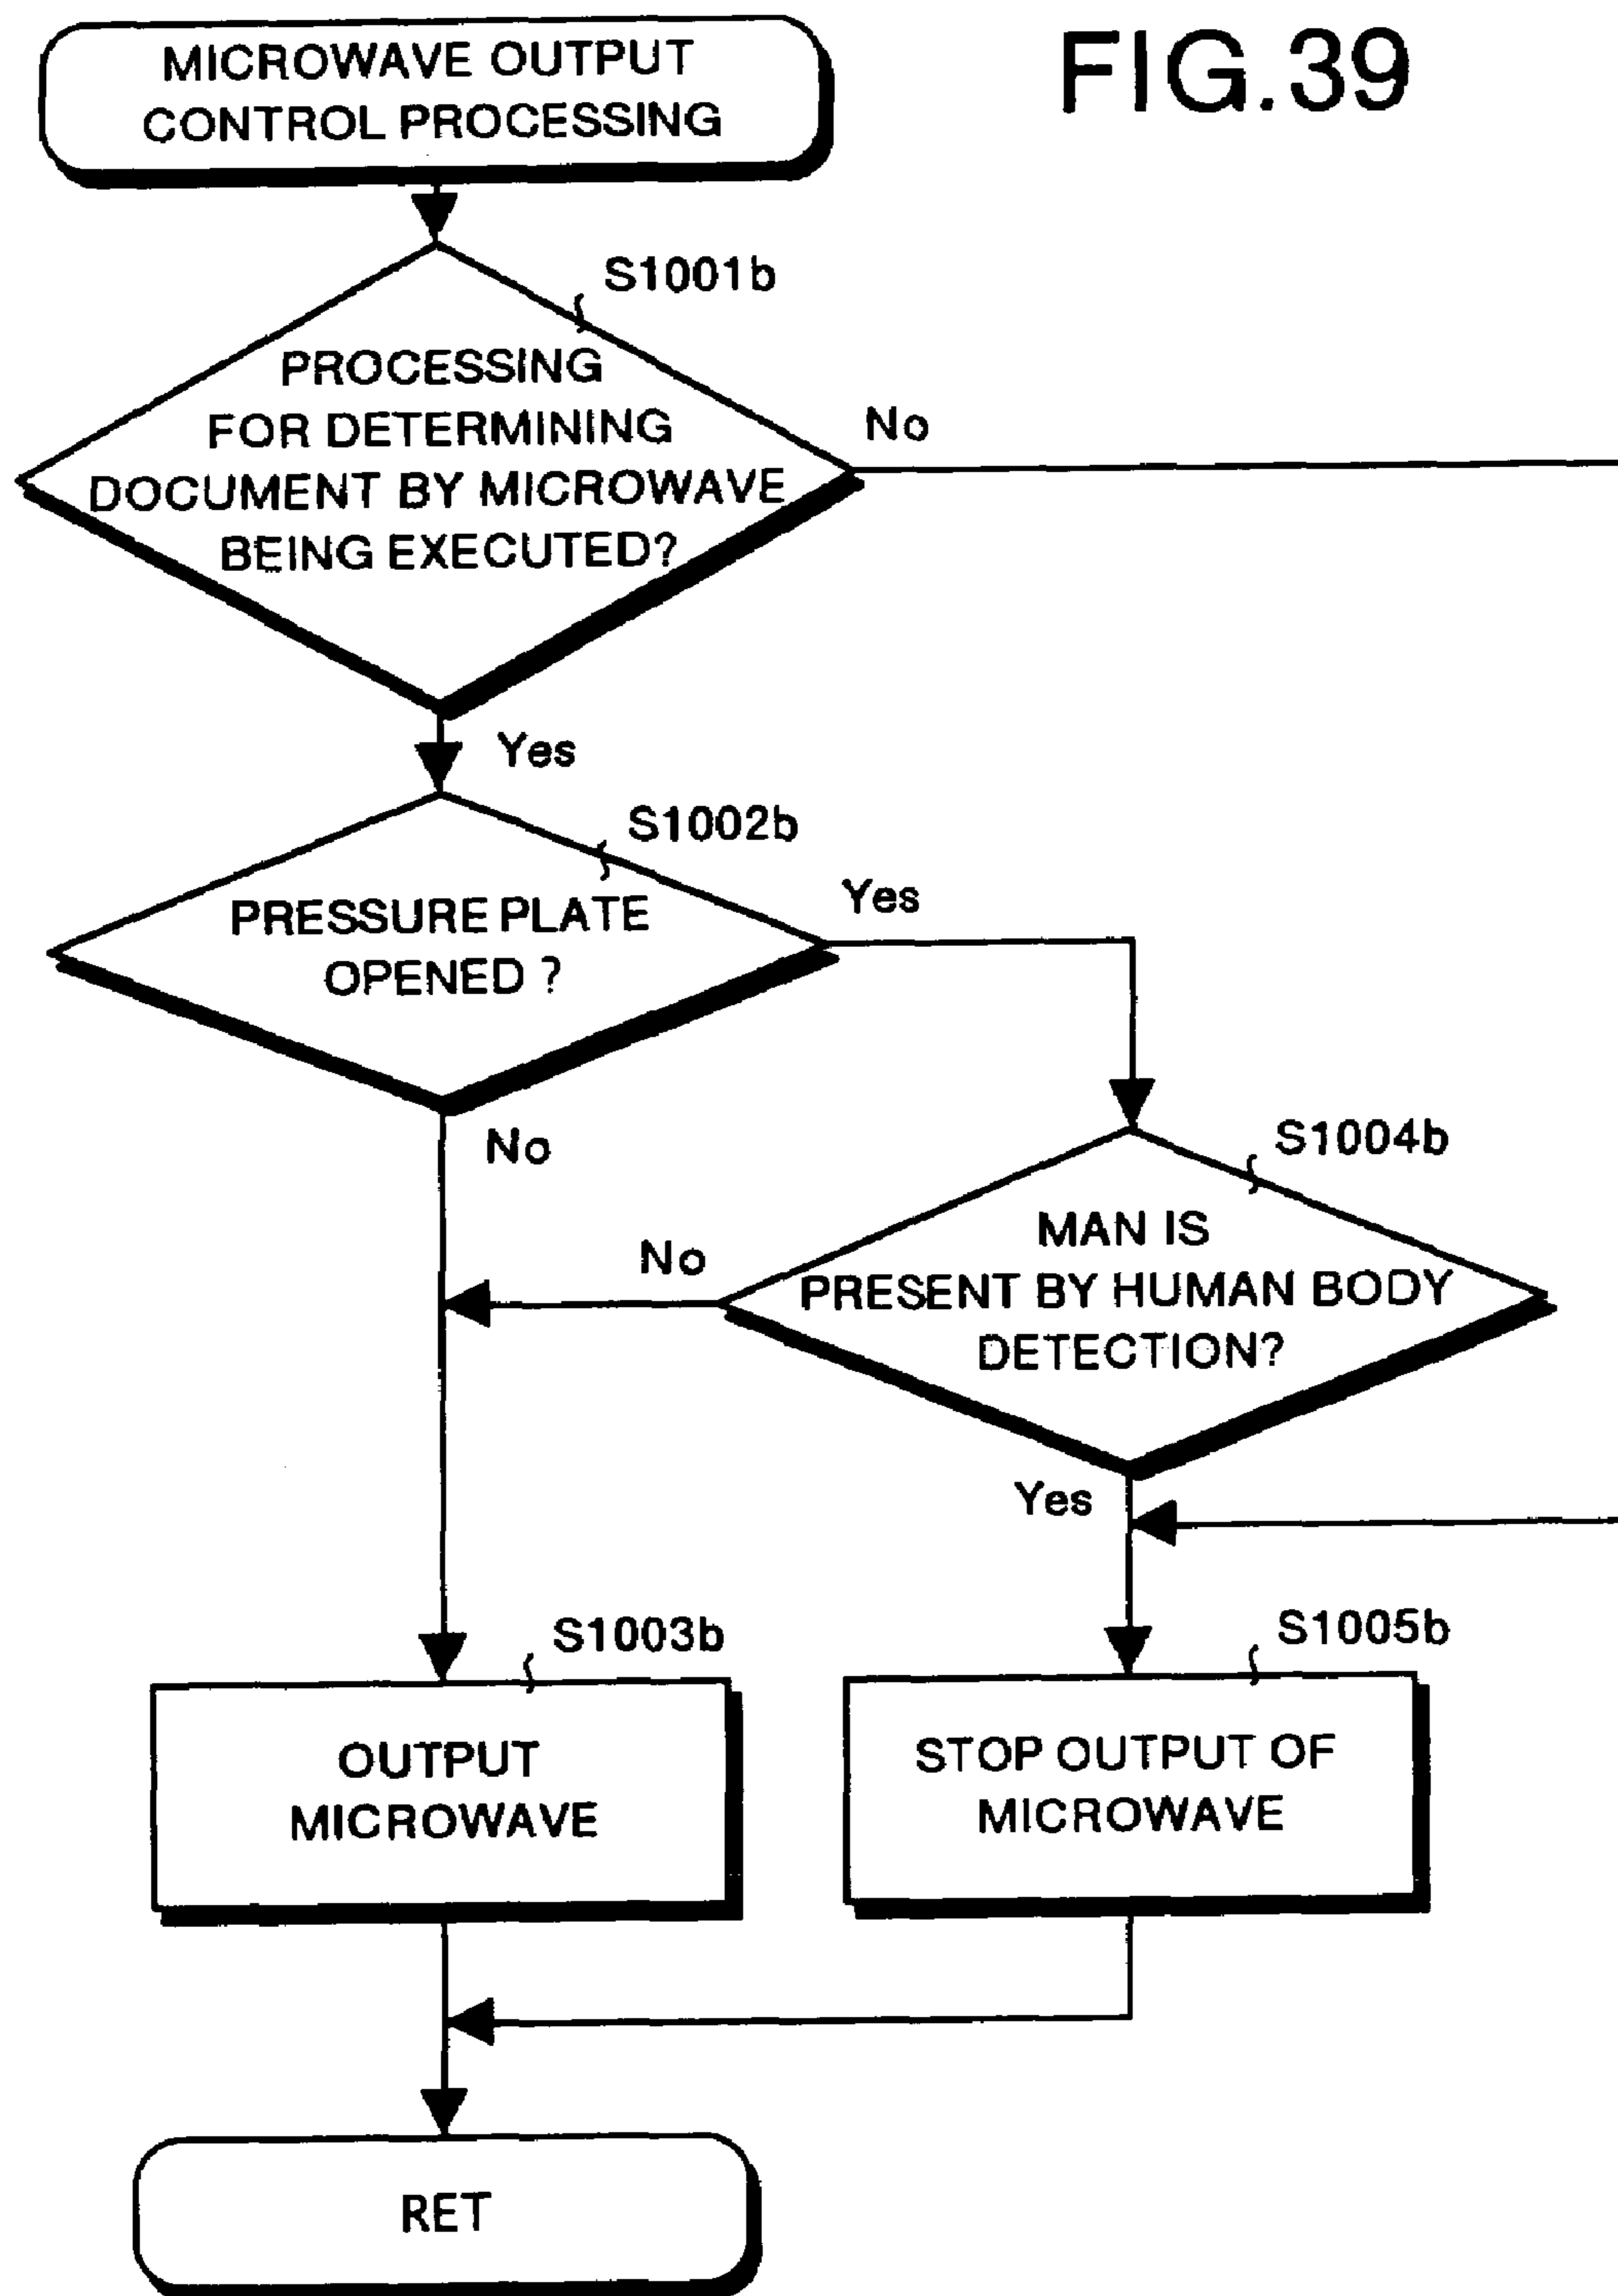 FIG.39
MICROWAVE OUTPUT
CONTROL PROCESSING
S1001b
PROCESSING
FOR DETERMINING
DOCUMENT BY MICROWAVE
BEING EXECUTED?
No
Yes
S1002b
PRESSURE PLATE
OPENED ?
Yes
No
S1004b
MAN IS
PRESENT BY HUMAN BODY
DETECTION?
No
Yes
S1003b
OUTPUT
MICROWAVE
S1005b
STOP OUTPUT OF
MICROWAVE
RET